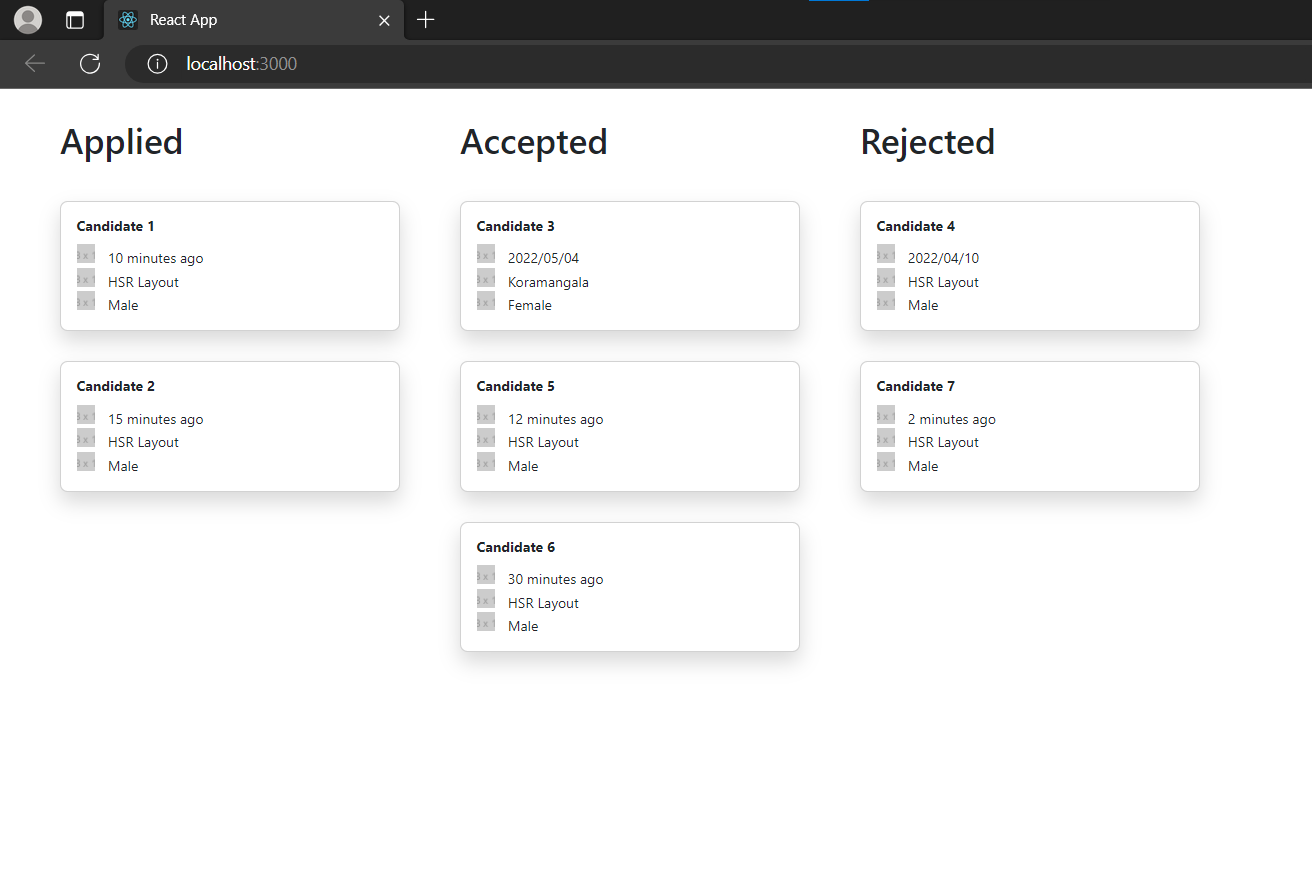 React App
localhost:3000
Applied
Accepted
Rejected
Candidate 1
10 minutes ago
HSR Layout
Male
Candidate 2
15 minutes ago
HSR Layout
Male
Candidate 3
2022/05/04
Koramangala
Female
Candidate 5
12 minutes ago
HSR Layout
Male
Candidate 6
30 minutes ago
HSR Layout
Male
Candidate 4
2022/04/10
HSR Layout
Male
Candidate 7
2 minutes ago
HSR Layout
Male